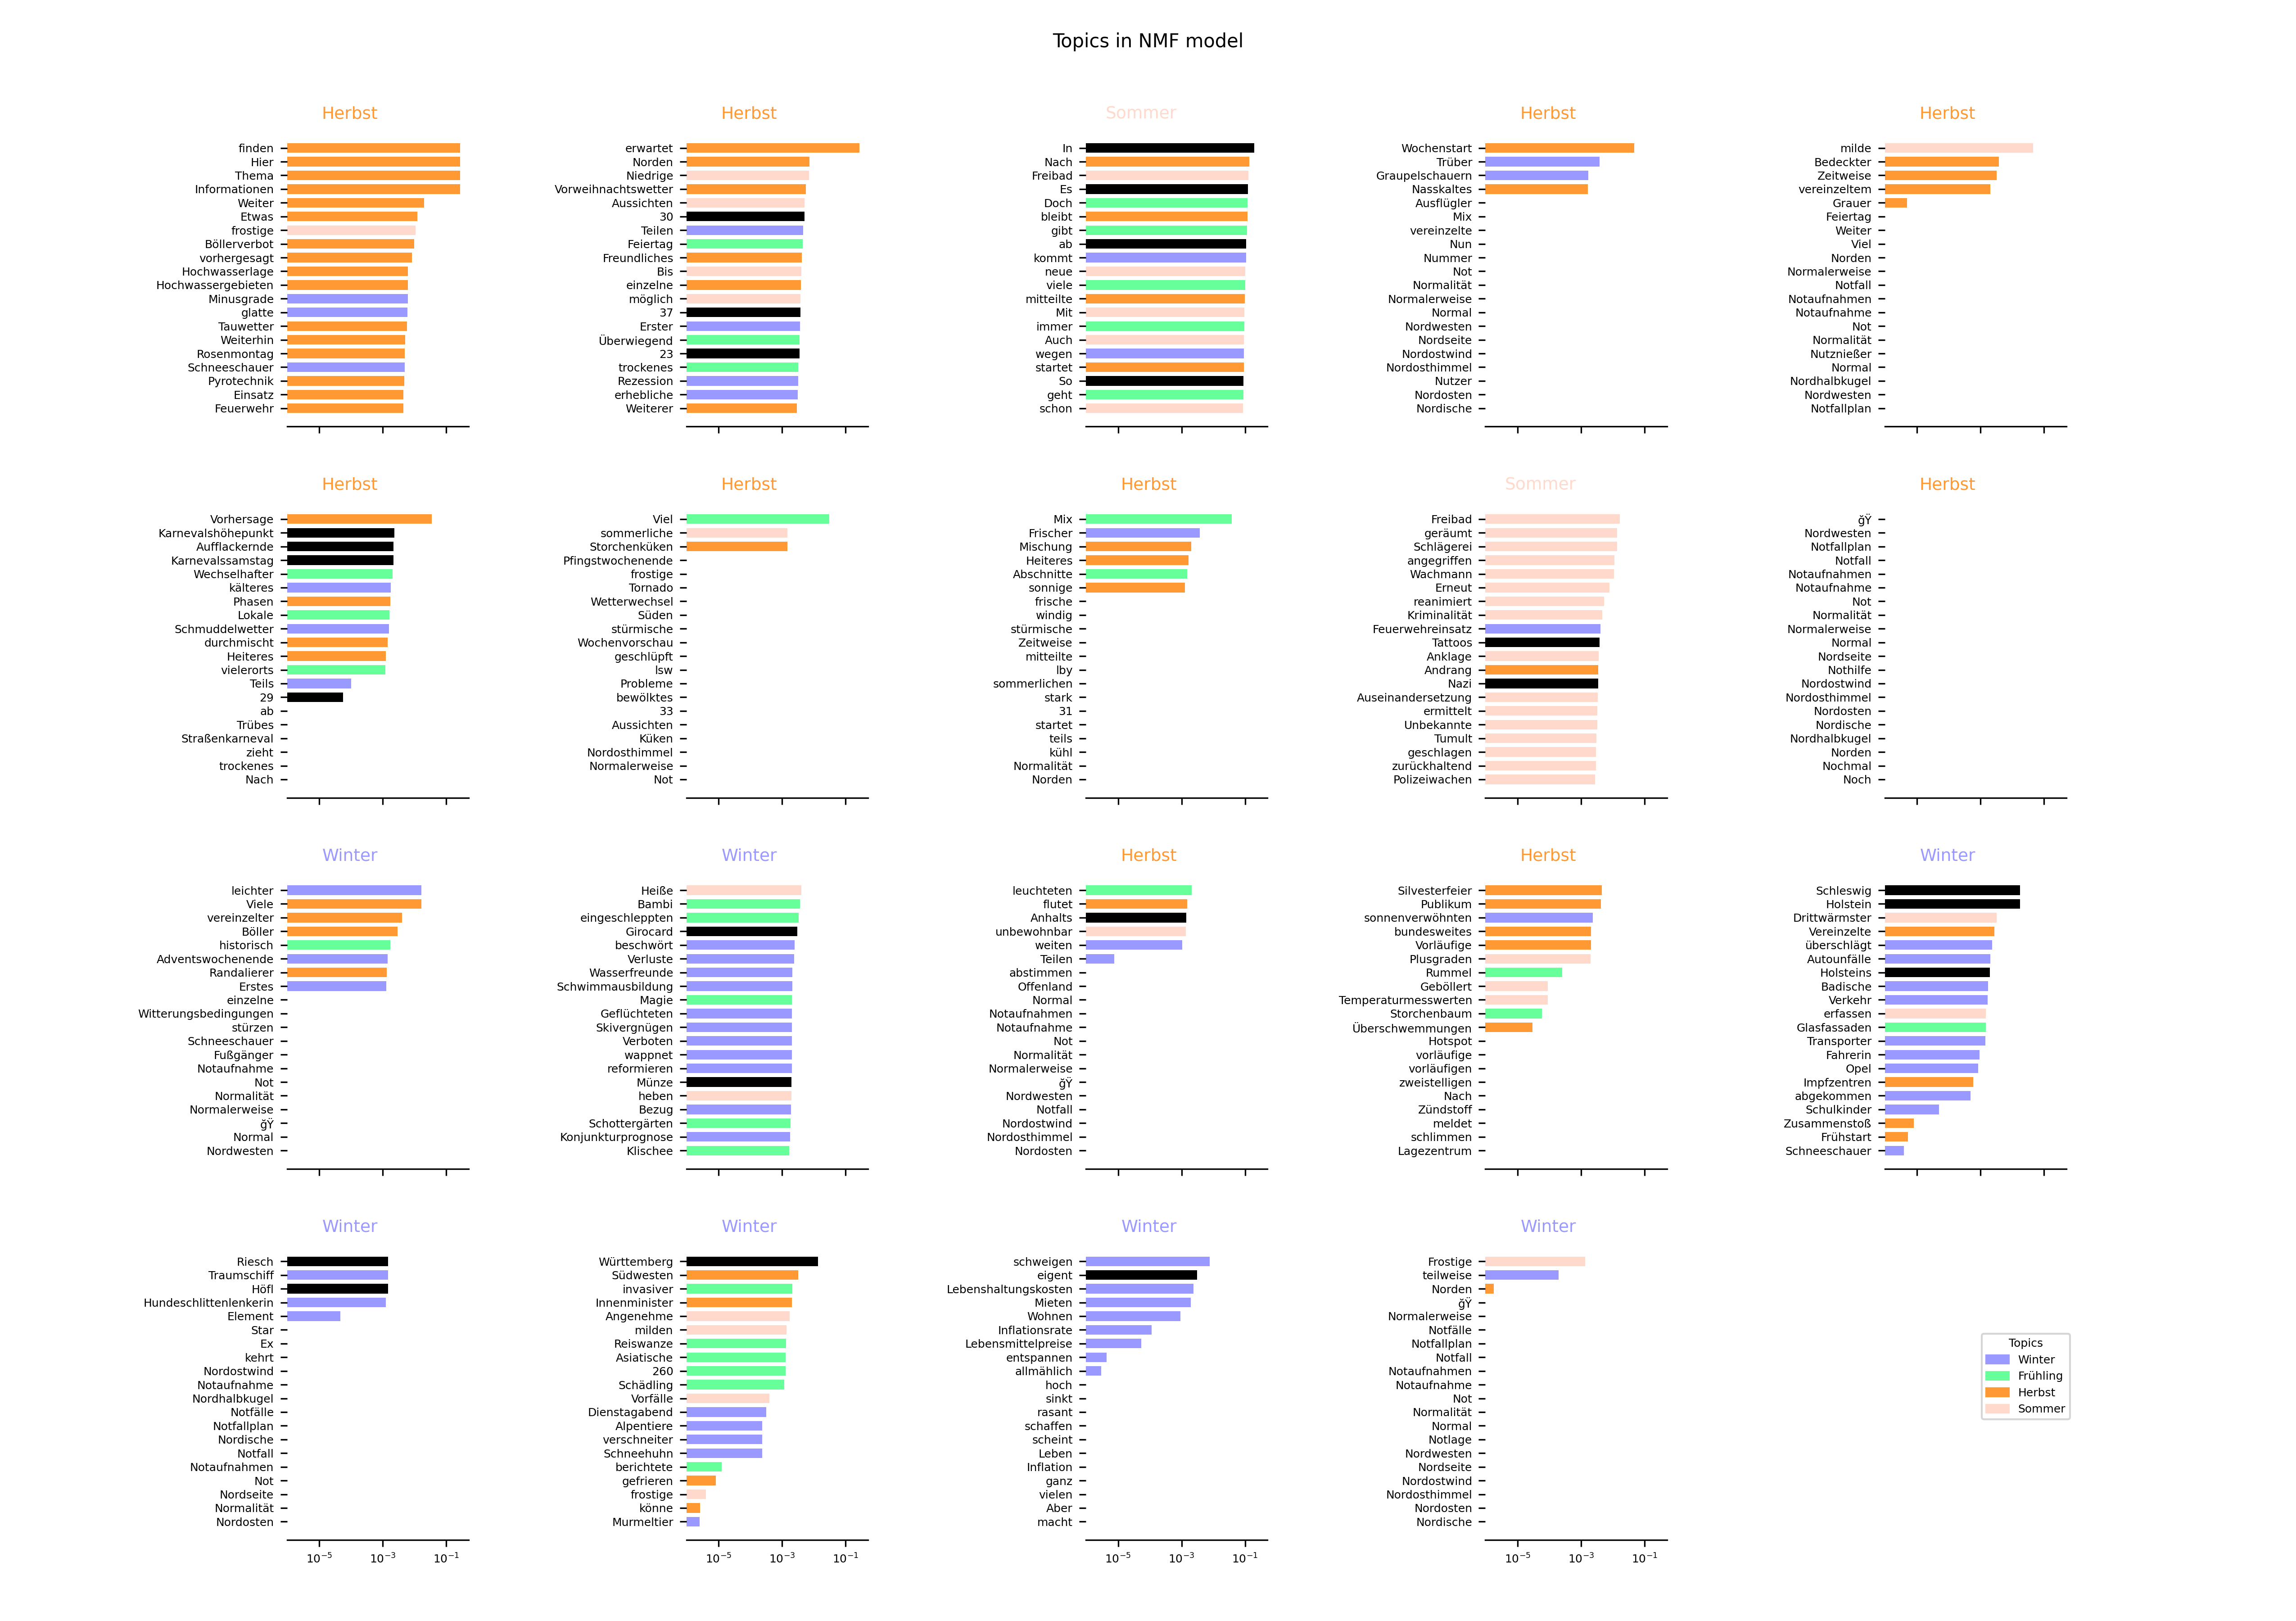 Topics in NMF model
Herbst
finden
Hier
Thema
Informationen
Weiter
Etwas
frostige
Böllerverbot
vorhergesagt
Hochwasserlage
Hochwassergebieten
Minusgrade
glatte
Tauwetter
Weiterhin
Rosenmontag
Schneeschauer
Pyrotechnik
Einsatz
Feuerwehr
Herbst
erwartet
Norden
Niedrige
Vorweihnachtswetter
Aussichten
30
Teilen
Feiertag
Freundliches
Bis
einzelne
möglich
37
Erster
Überwiegend
23
trockenes
Rezession
erhebliche
Weiterer
Sommer
In
Nach
Freibad
Es
Doch
bleibt
gibt
ab
kommt
neue
viele
mitteilte
Mit
immer
Auch
wegen
startet
So
geht
schon
Herbst
Wochenstart
Trüber
Graupelschauern
Nasskaltes
Ausflügler
Mix
vereinzelte
Nun
Nummer
Not
Normalität
Normalerweise
Normal
Nordwesten
Nordseite
Nordostwind
Nordosthimmel
Nutzer
Nordosten
Nordische
Herbst
milde
Bedeckter
Zeitweise
vereinzeltem
Grauer
Feiertag
Weiter
Viel
Norden
Normalerweise
Notfall
Notaufnahmen
Notaufnahme
Not
Normalität
Nutznießer
Normal
Nordhalbkugel
Nordwesten
Notfallplan
Herbst
Vorhersage
Karnevalshöhepunkt
Aufflackernde
Karnevalssamstag
Wechselhafter
kälteres
Phasen
Lokale
Schmuddelwetter
durchmischt
Heiteres
vielerorts
Teils
29
ab
Trübes
Straßenkarneval
zieht
trockenes
Nach
Herbst
Viel
sommerliche
Storchenküken
Pfingstwochenende
frostige
Tornado
Wetterwechsel
Süden
stürmische
Wochenvorschau
geschlüpft
lsw
Probleme
bewölktes
33
Aussichten
Küken
Nordosthimmel
Normalerweise
Not
Herbst
Mix
Frischer
Mischung
Heiteres
Abschnitte
sonnige
frische
windig
stürmische
Zeitweise
mitteilte
lby
sommerlichen
stark
31
startet
teils
kühl
Normalität
Norden
Sommer
Freibad
geräumt
Schlägerei
angegriffen
Wachmann
Erneut
reanimiert
Kriminalität
Feuerwehreinsatz
Tattoos
Anklage
Andrang
Nazi
Auseinandersetzung
ermittelt
Unbekannte
Tumult
geschlagen
zurückhaltend
Polizeiwachen
Herbst
ğŸ
Nordwesten
Notfallplan
Notfall
Notaufnahmen
Notaufnahme
Not
Normalität
Normalerweise
Normal
Nordseite
Nothilfe
Nordostwind
Nordosthimmel
Nordosten
Nordische
Nordhalbkugel
Norden
Nochmal
Noch
Winter
leichter
Viele
vereinzelter
Böller
historisch
Adventswochenende
Randalierer
Erstes
einzelne
Witterungsbedingungen
stürzen
Schneeschauer
Fußgänger
Notaufnahme
Not
Normalität
Normalerweise
ğŸ
Normal
Nordwesten
Winter
Heiße
Bambi
eingeschleppten
Girocard
beschwört
Verluste
Wasserfreunde
Schwimmausbildung
Magie
Geflüchteten
Skivergnügen
Verboten
wappnet
reformieren
Münze
heben
Bezug
Schottergärten
Konjunkturprognose
Klischee
Herbst
leuchteten
flutet
Anhalts
unbewohnbar
weiten
Teilen
abstimmen
Offenland
Normal
Notaufnahmen
Notaufnahme
Not
Normalität
Normalerweise
ğŸ
Nordwesten
Notfall
Nordostwind
Nordosthimmel
Nordosten
Herbst
Silvesterfeier
Publikum
sonnenverwöhnten
bundesweites
Vorläufige
Plusgraden
Rummel
Geböllert
Temperaturmesswerten
Storchenbaum
Überschwemmungen
Hotspot
vorläufige
vorläufigen
zweistelligen
Nach
Zündstoff
meldet
schlimmen
Lagezentrum
Winter
Schleswig
Holstein
Drittwärmster
Vereinzelte
überschlägt
Autounfälle
Holsteins
Badische
Verkehr
erfassen
Glasfassaden
Transporter
Fahrerin
Opel
Impfzentren
abgekommen
Schulkinder
Zusammenstoß
Frühstart
Schneeschauer
Winter
Riesch
Traumschiff
Höfl
Hundeschlittenlenkerin
Element
Star
Ex
kehrt
Nordostwind
Notaufnahme
Nordhalbkugel
Notfälle
Notfallplan
Nordische
Notfall
Notaufnahmen
Not
Nordseite
Normalität
Nordosten
10⁻⁵ 10⁻³ 10⁻¹
Winter
Württemberg
Südwesten
invasiver
Innenminister
Angenehme
milden
Reiswanze
Asiatische
260
Schädling
Vorfälle
Dienstagabend
Alpentiere
verschneiter
Schneehuhn
berichtete
gefrieren
frostige
könne
Murmeltier
10⁻⁵ 10⁻³ 10⁻¹
Winter
schweigen
eigent
Lebenshaltungskosten
Mieten
Wohnen
Inflationsrate
Lebensmittelpreise
entspannen
allmählich
hoch
sinkt
rasant
schaffen
scheint
Leben
Inflation
ganz
vielen
Aber
macht
10⁻⁵ 10⁻³ 10⁻¹
Winter
Frostige
teilweise
Norden
ğŸ
Normalerweise
Notfälle
Notfallplan
Notfall
Notaufnahmen
Notaufnahme
Not
Normalität
Normal
Notlage
Nordwesten
Nordseite
Nordostwind
Nordosthimmel
Nordosten
Nordische
10⁻⁵ 10⁻³ 10⁻¹
Topics
Winter
Frühling
Herbst
Sommer